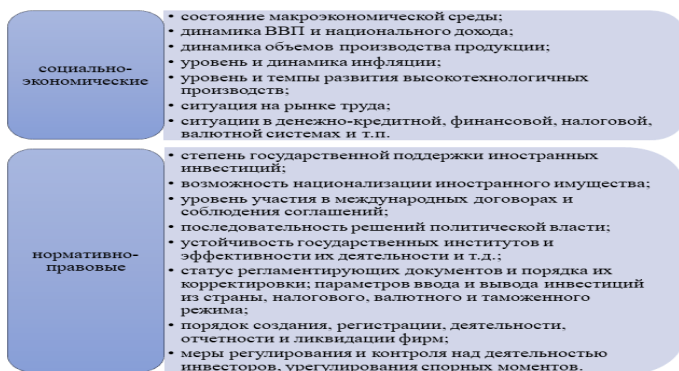 социально-
экономические
• состояние макроэкономической среды;
• динамика ВВП и национального дохода;
• динамика объемов производства продукции;
• уровень и динамика инфляции;
• уровень и темпы развития высокотехнологичных
производств;
• ситуация на рынке труда;
• ситуации в денежно-кредитной, финансовой, налоговой,
валютной системах и т.п.
нормативно-
правовые
• степень государственной поддержки иностранных
инвестиций;
• возможность национализации иностранного имущества;
• уровень участия в международных договорах и
соблюдения соглашений;
• последовательность решений политической власти;
• устойчивость государственных институтов и
эффективности их деятельности и т.д.;
• статус регламентирующих документов и порядка их
корректировки; параметров ввода и вывода инвестиций
из страны, налогового, валютного и таможенного
режима;
• порядок создания, регистрации, деятельности,
отчетности и ликвидации фирм;
• меры регулирования и контроля над деятельностью
инвесторов, урегулирования спорных моментов.